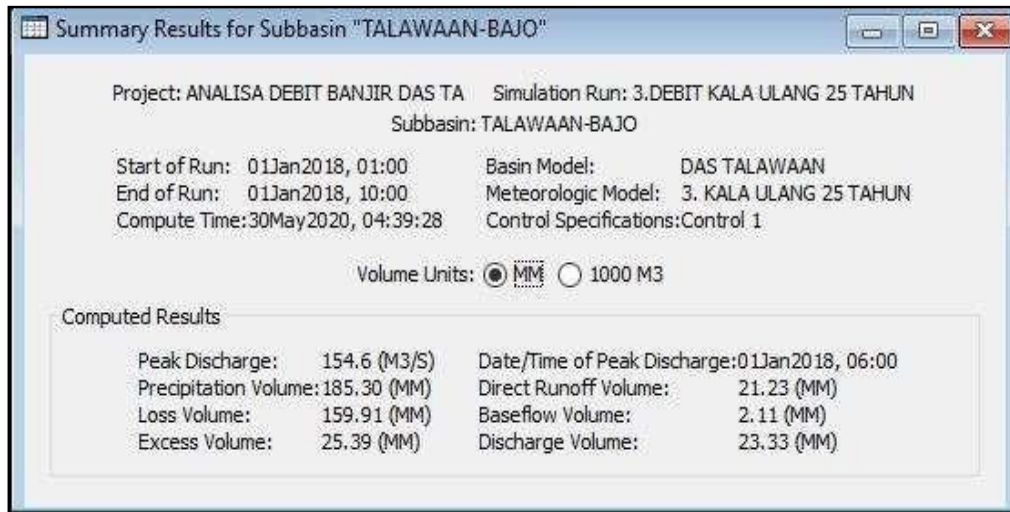 Summary Results for Subbasin "TALAWAAN-BAJO"
Project: ANALISA DEBIT BANJIR DAS TA Simulation Run: 3.DEBIT KALA ULANG 25 TAHUN
Subbasin: TALAWAAN-BAJO
Start of Run: 01Jan2018, 01:00 Basin Model: DAS TALAWAAN
End of Run: 01Jan2018, 10:00 Meteorologic Model: 3. KALA ULANG 25 TAHUN
Compute Time:30May2020, 04:39:28 Control Specifications:Control 1
Volume Units: MM 1000 M3
Computed Results
Peak Discharge: 154.6 (M3/S) Date/Time of Peak Discharge:01Jan2018, 06:00
Precipitation Volume:185.30 (MM) Direct Runoff Volume: 21.23 (MM)
Loss Volume: 159.91 (MM) Baseflow Volume: 2.11 (MM)
Excess Volume: 25.39 (MM) Discharge Volume: 23.33 (MM)